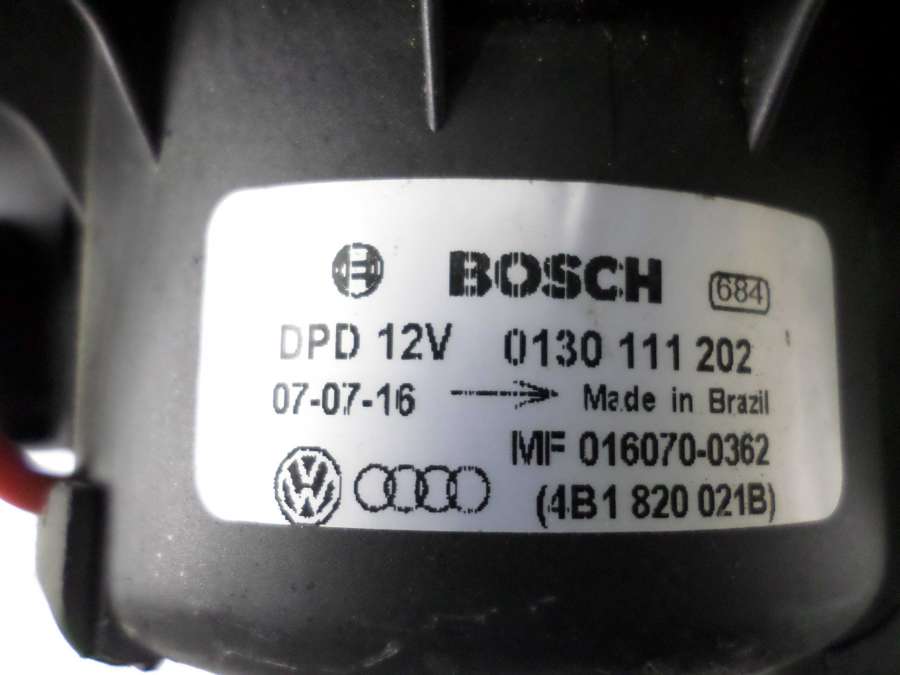 BOSCH 684
DPD 12V 0130 111 202
07-07-16 Made in Brazil
MF 016070-0362
VW
(4B1 820 021B)